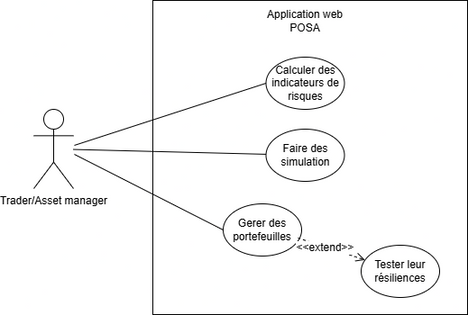 Application web
POSA
Calculer des
indicateurs de
risques
Faire des
simulation
Trader/Asset manager
Gerer des
portefeuilles
<<extend>>
Tester leur
résiliences